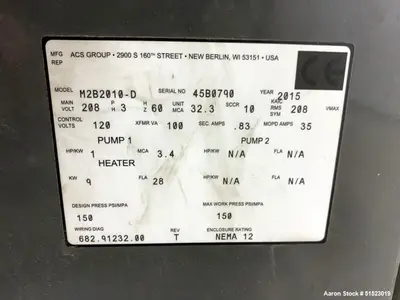 MFG ACS GROUP • 2900 S 160TH STREET • NEW BERLIN, WI 53151 • USA
REP
MODEL M2B2010-D SERIAL NO 45B0790 YEAR 2015
MAIN VOLT 208 P H 3 H Z 60 UNIT MCA 32.3 SCCR 10 KAIC RMS SYM 208 VMAX
CONTROL VOLTS 120 XFMR VA 100 SEC. AMPS .83 MOPD AMPS 35
PUMP 1 PUMP 2
HP/KW 1 MCA 3.4 HP/KW N/A N/A
HEATER
KW 9 FLA 28 HP/KW N/A FLA N/A
DESIGN PRESS PSI/MPA MAX WORK PRESS PSI/MPA
150 150
WIRING DIAG REV ENCLOSURE RATING
682.91232.00 T NEMA 12
CE
Aaron Stock # 51823019